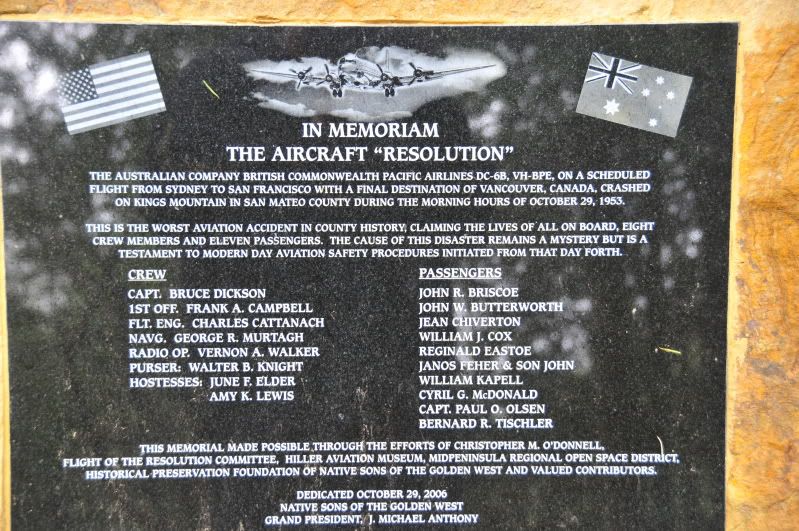 IN MEMORIAM
THE AIRCRAFT "RESOLUTION"
THE AUSTRALIAN COMPANY BRITISH COMMONWEALTH PACIFIC AIRLINES DC-6B, VH-BPE, ON A SCHEDULED
FLIGHT FROM SYDNEY TO SAN FRANCISCO WITH A FINAL DESTINATION OF VANCOUVER, CANADA, CRASHED
ON KINGS MOUNTAIN IN SAN MATEO COUNTY DURING THE MORNING HOURS OF OCTOBER 29, 1953.
THIS IS THE WORST AVIATION ACCIDENT IN COUNTY HISTORY, CLAIMING THE LIVES OF ALL ON BOARD, EIGHT
CREW MEMBERS AND ELEVEN PASSENGERS. THE CAUSE OF THIS DISASTER REMAINS A MYSTERY BUT IS A
TESTAMENT TO MODERN DAY AVIATION SAFETY PROCEDURES INITIATED FROM THAT DAY FORTH.
CREW
CAPT. BRUCE DICKSON
1ST OFF. FRANK A. CAMPBELL
FLT. ENG. CHARLES CATTANACH
NAVG. GEORGE R. MURTAGH
RADIO OP. VERNON A. WALKER
PURSER: WALTER B. KNIGHT
HOSTESSES: JUNE F. ELDER
AMY K. LEWIS
PASSENGERS
JOHN R. BRISCOE
JOHN W. BUTTERWORTH
JEAN CHIVERTON
WILLIAM J. COX
REGINALD EASTOE
JANOS FEHER & SON JOHN
WILLIAM KAPELL
CYRIL G. McDONALD
CAPT. PAUL O. OLSEN
BERNARD R. TISCHLER
THIS MEMORIAL MADE POSSIBLE THROUGH THE EFFORTS OF CHRISTOPHER M. O'DONNELL,
FLIGHT OF THE RESOLUTION COMMITTEE, HILLER AVIATION MUSEUM, MIDPENINSULA REGIONAL OPEN SPACE DISTRICT,
HISTORICAL PRESERVATION FOUNDATION OF NATIVE SONS OF THE GOLDEN WEST AND VALUED CONTRIBUTORS.
DEDICATED OCTOBER 29, 2006
NATIVE SONS OF THE GOLDEN WEST
GRAND PRESIDENT, J. MICHAEL ANTHONY